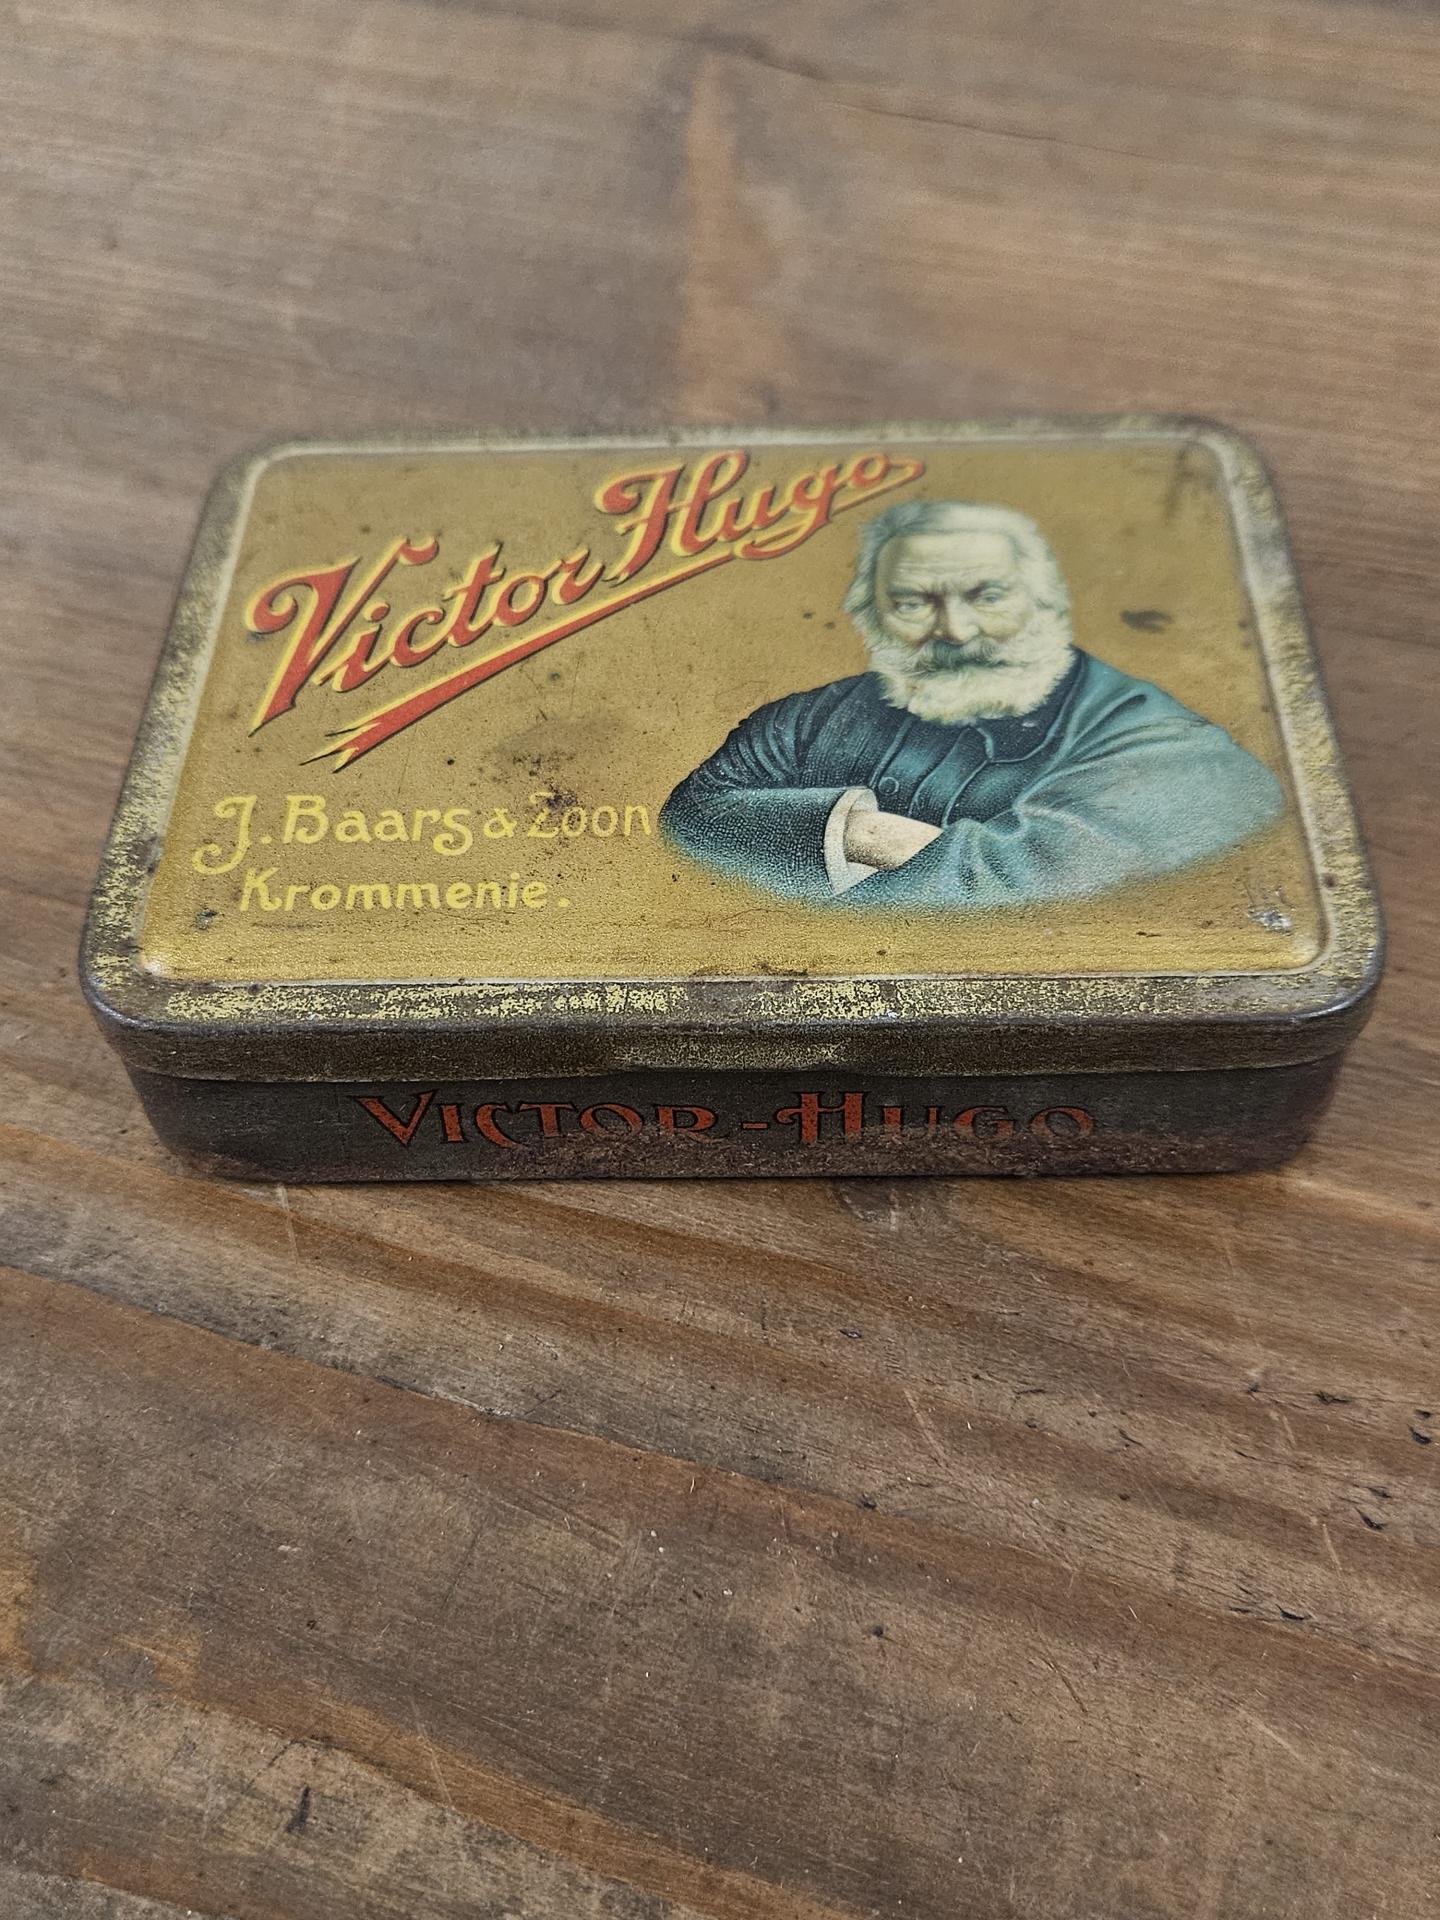 Victor Hugo
J. Baars & Zoon
Krommenie.
VICTOR-HUGO